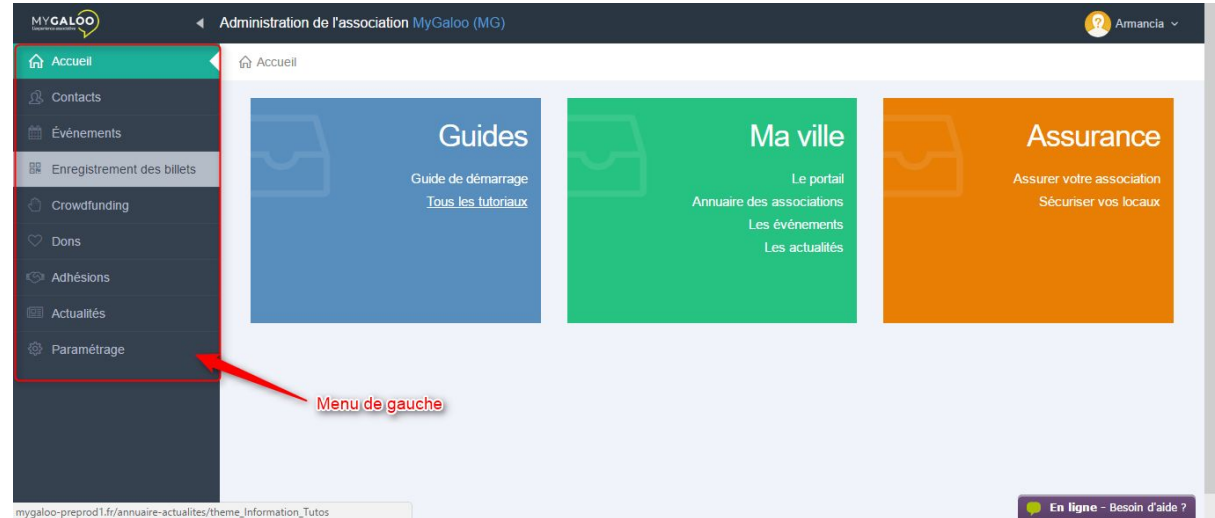 MYGALOO
Administration de l'association MyGaloo (MG)
Armancia
Accueil
Accueil
Contacts
Événements
Enregistrement des billets
Crowdfunding
Dons
Adhésions
Actualités
Paramétrage
Guides
Guide de démarrage
Tous les tutoriaux
Ma ville
Le portail
Annuaire des associations
Les événements
Les actualités
Assurance
Assurer votre association
Sécuriser vos locaux
Menu de gauche
mygaloo-preprod1.fr/annuaire-actualites/theme_Information_Tutos
En ligne - Besoin d'aide ?